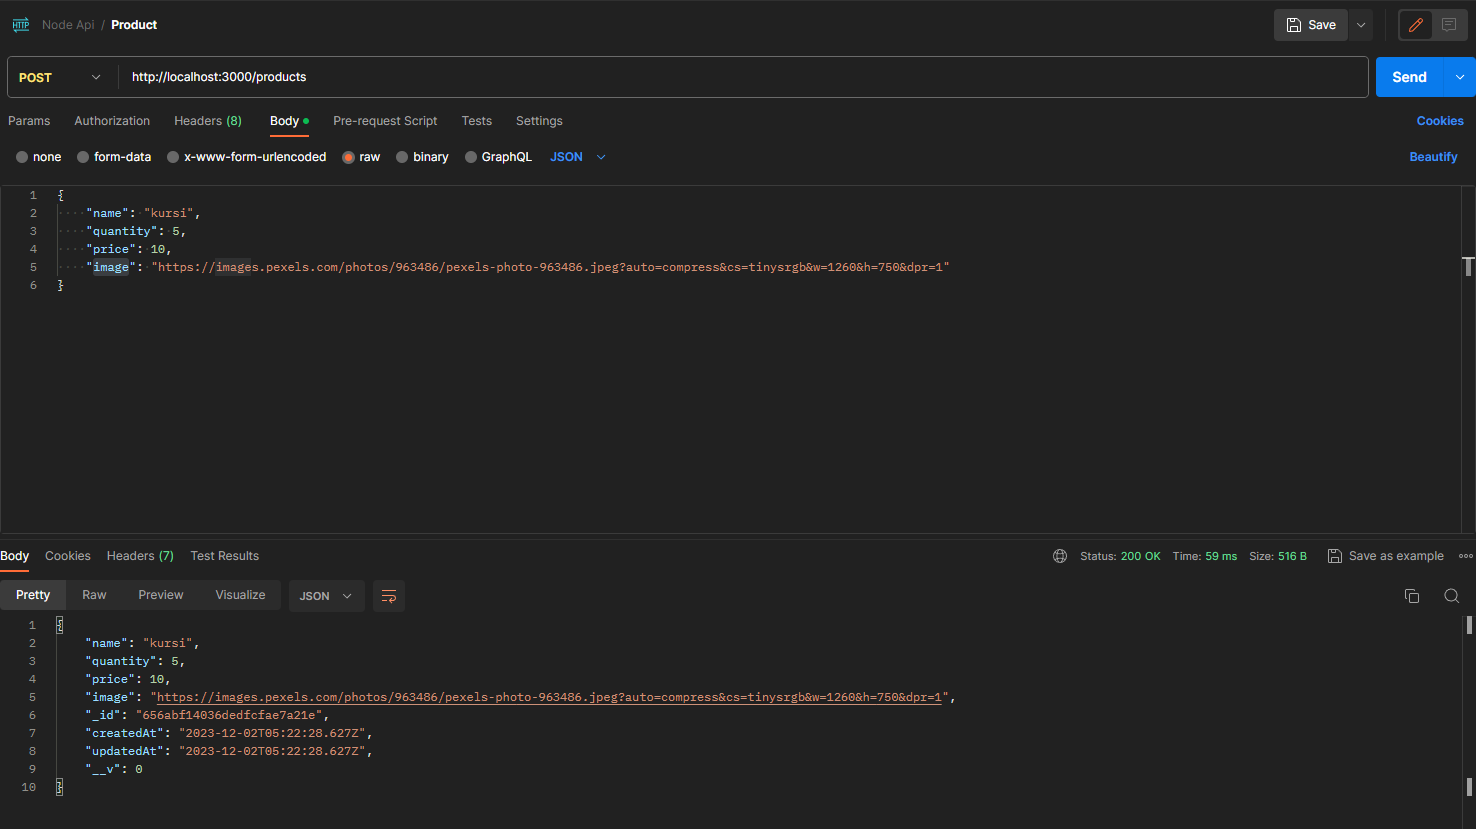 HTTP Node Api / Product Save
POST http://localhost:3000/products Send
Params Authorization Headers (8) Body Pre-request Script Tests Settings Cookies
none form-data x-www-form-urlencoded raw binary GraphQL JSON Beautify
1 {
2 "name": "kursi",
3 "quantity": 5,
4 "price": 10,
5 "image": "https://images.pexels.com/photos/963486/pexels-photo-963486.jpeg?auto=compress&cs=tinysrgb&w=1260&h=750&dpr=1"
6 }
Body Cookies Headers (7) Test Results Status: 200 OK Time: 59 ms Size: 516 B Save as example
Pretty Raw Preview Visualize JSON
1 {
2 "name": "kursi",
3 "quantity": 5,
4 "price": 10,
5 "image": "https://images.pexels.com/photos/963486/pexels-photo-963486.jpeg?auto=compress&cs=tinysrgb&w=1260&h=750&dpr=1",
6 "_id": "656abf14036dedfcfae7a21e",
7 "createdAt": "2023-12-02T05:22:28.627Z",
8 "updatedAt": "2023-12-02T05:22:28.627Z",
9 "__v": 0
10 }